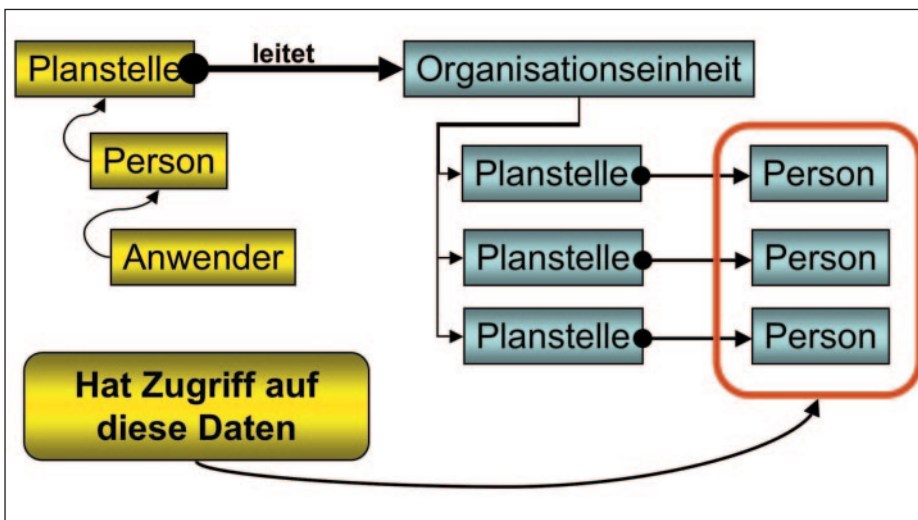 Planstelle
leitet
Organisationseinheit
Person
Anwender
Planstelle
Person
Planstelle
Person
Planstelle
Person
Hat Zugriff auf
diese Daten